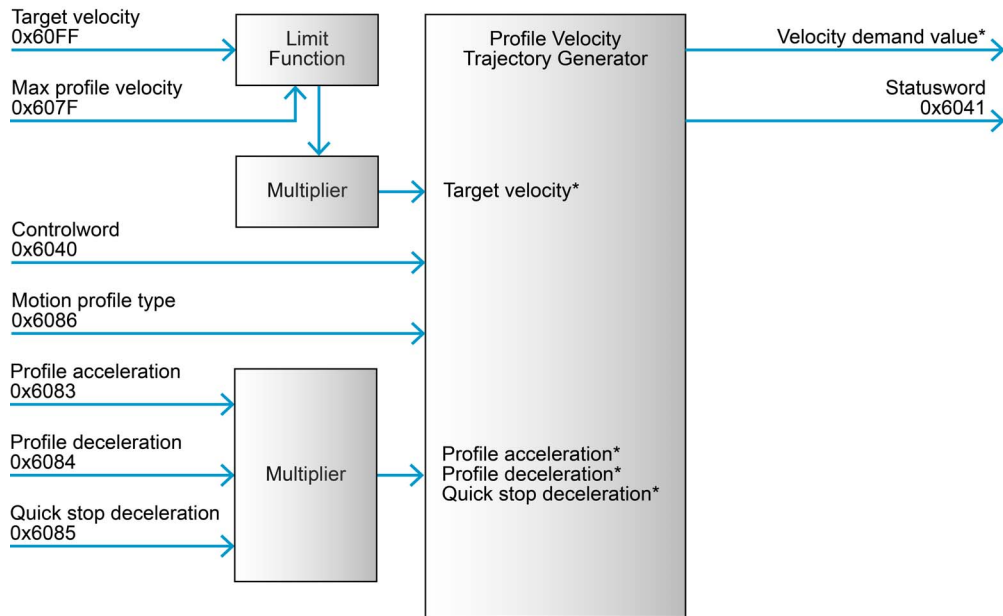 Target velocity
0x60FF
Limit
Function
Profile Velocity
Trajectory Generator
Velocity demand value*
Max profile velocity
0x607F
Statusword
0x6041
Multiplier
Target velocity*
Controlword
0x6040
Motion profile type
0x6086
Profile acceleration
0x6083
Profile deceleration
0x6084
Multiplier
Profile acceleration*
Profile deceleration*
Quick stop deceleration*
Quick stop deceleration
0x6085